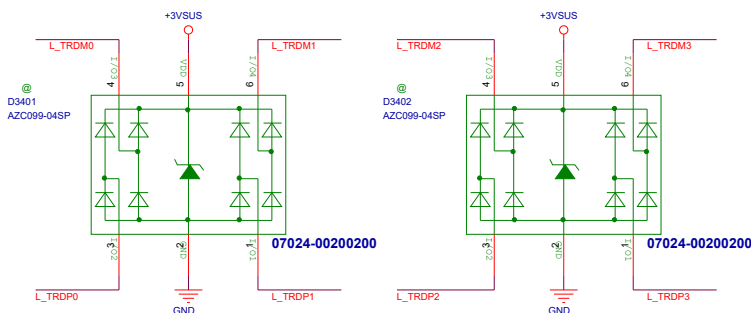 +3VSUS
+3VSUS
L_TRDM0
L_TRDM1
L_TRDM2
L_TRDM3
I/O3
VDD
I/O4
I/O3
VDD
I/O4
4
5
6
4
5
6
@
D3401
AZC099-04SP
@
D3402
AZC099-04SP
3
2
1
3
2
1
I/O2
GND
I/O1
I/O2
GND
I/O1
07024-00200200
07024-00200200
L_TRDP0
L_TRDP1
L_TRDP2
L_TRDP3
GND
GND